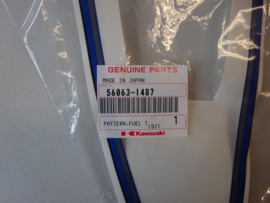 GENUINE PARTS
MADE IN JAPAN
56063-1487
PATTERN,FUEL T
1
Kawasaki